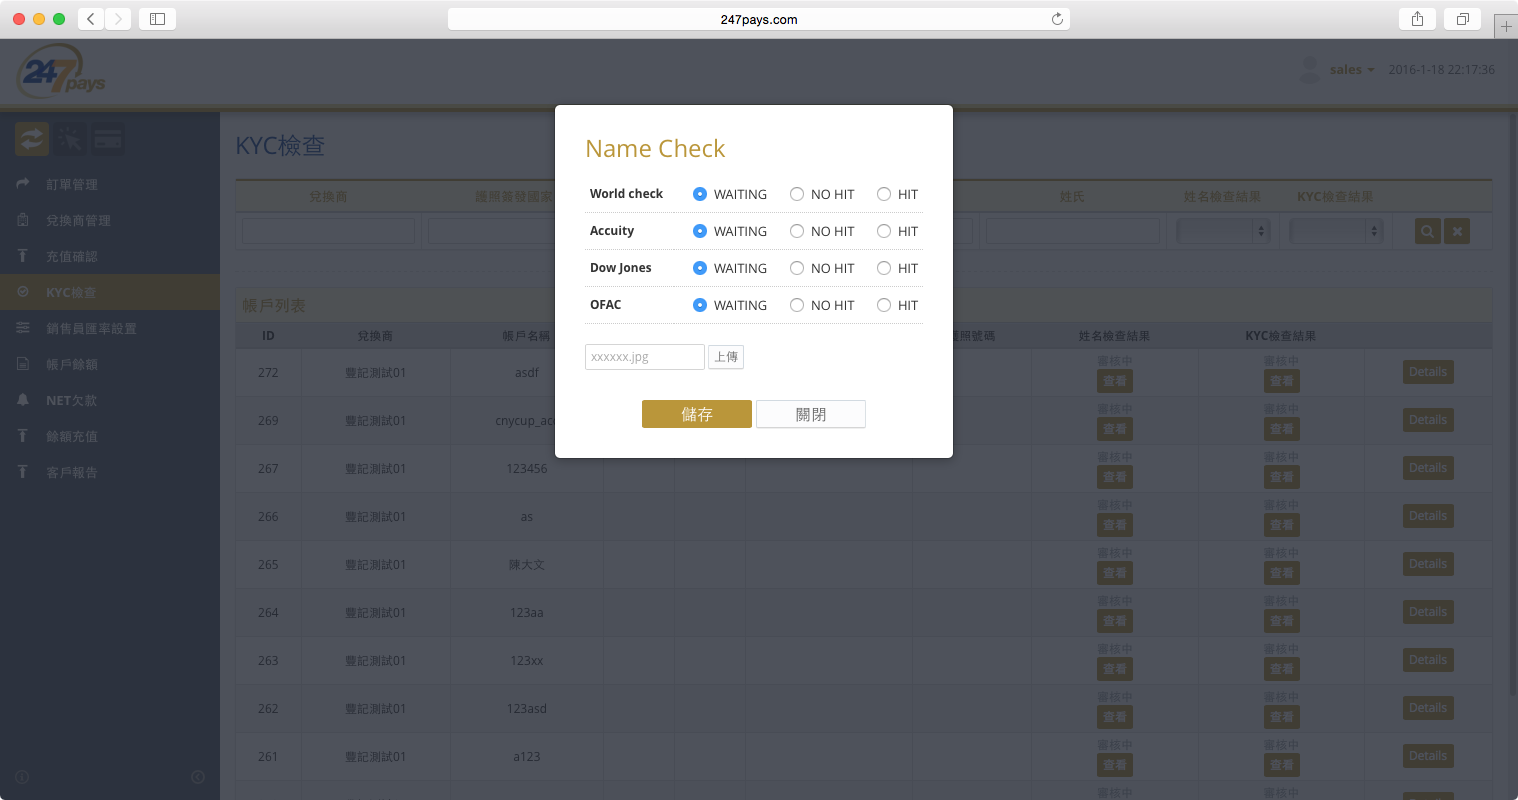 247pays.com
247pays
sales
2016-1-18 22:17:36
訂單管理
兌換商管理
充值確認
KYC檢查
銷售員匯率設置
帳戶餘額
NET欠款
餘額充值
客戶報告
KYC檢查
兌換商 護照簽發國家 姓氏 姓名檢查結果 KYC檢查結果
帳戶列表
ID 兌換商 帳戶名稱 照號碼 姓名檢查結果 KYC檢查結果
272 豐記測試01 asdf 審核中 查看 審核中 查看 Details
269 豐記測試01 cnycup_acc 審核中 查看 審核中 查看 Details
267 豐記測試01 123456 審核中 查看 審核中 查看 Details
266 豐記測試01 as 審核中 查看 審核中 查看 Details
265 豐記測試01 陳大文 審核中 查看 審核中 查看 Details
264 豐記測試01 123aa 審核中 查看 審核中 查看 Details
263 豐記測試01 123xx 審核中 查看 審核中 查看 Details
262 豐記測試01 123asd 審核中 查看 審核中 查看 Details
261 豐記測試01 a123 審核中 查看 審核中 查看 Details
審核中 審核中
Name Check
World check WAITING NO HIT HIT
Accuity WAITING NO HIT HIT
Dow Jones WAITING NO HIT HIT
OFAC WAITING NO HIT HIT
xxxxxx.jpg 上傳
儲存 關閉